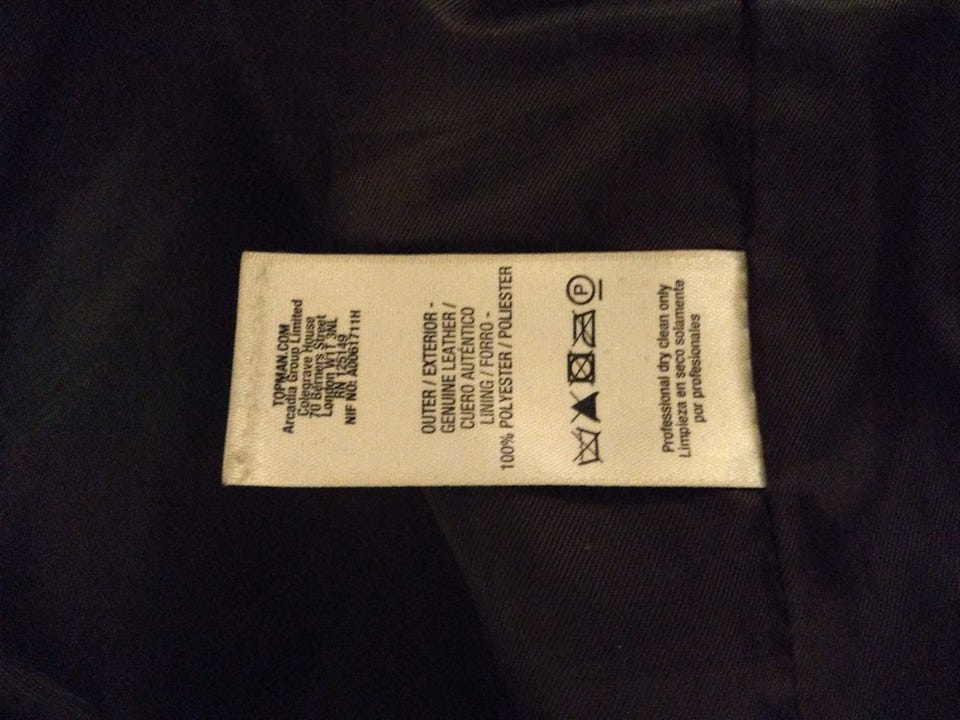 TOPMAN.COM
Arcadia Group Limited
Colegrave House
70 Berners Street
London W1T 3NL
RN 125149
NIF NO: A0061711H
OUTER / EXTERIOR -
GENUINE LEATHER /
CUERO AUTÉNTICO
LINING / FORRO -
100% POLYESTER / POLIESTER
P
Professional dry clean only
Limpieza en seco solamente
por profesionales